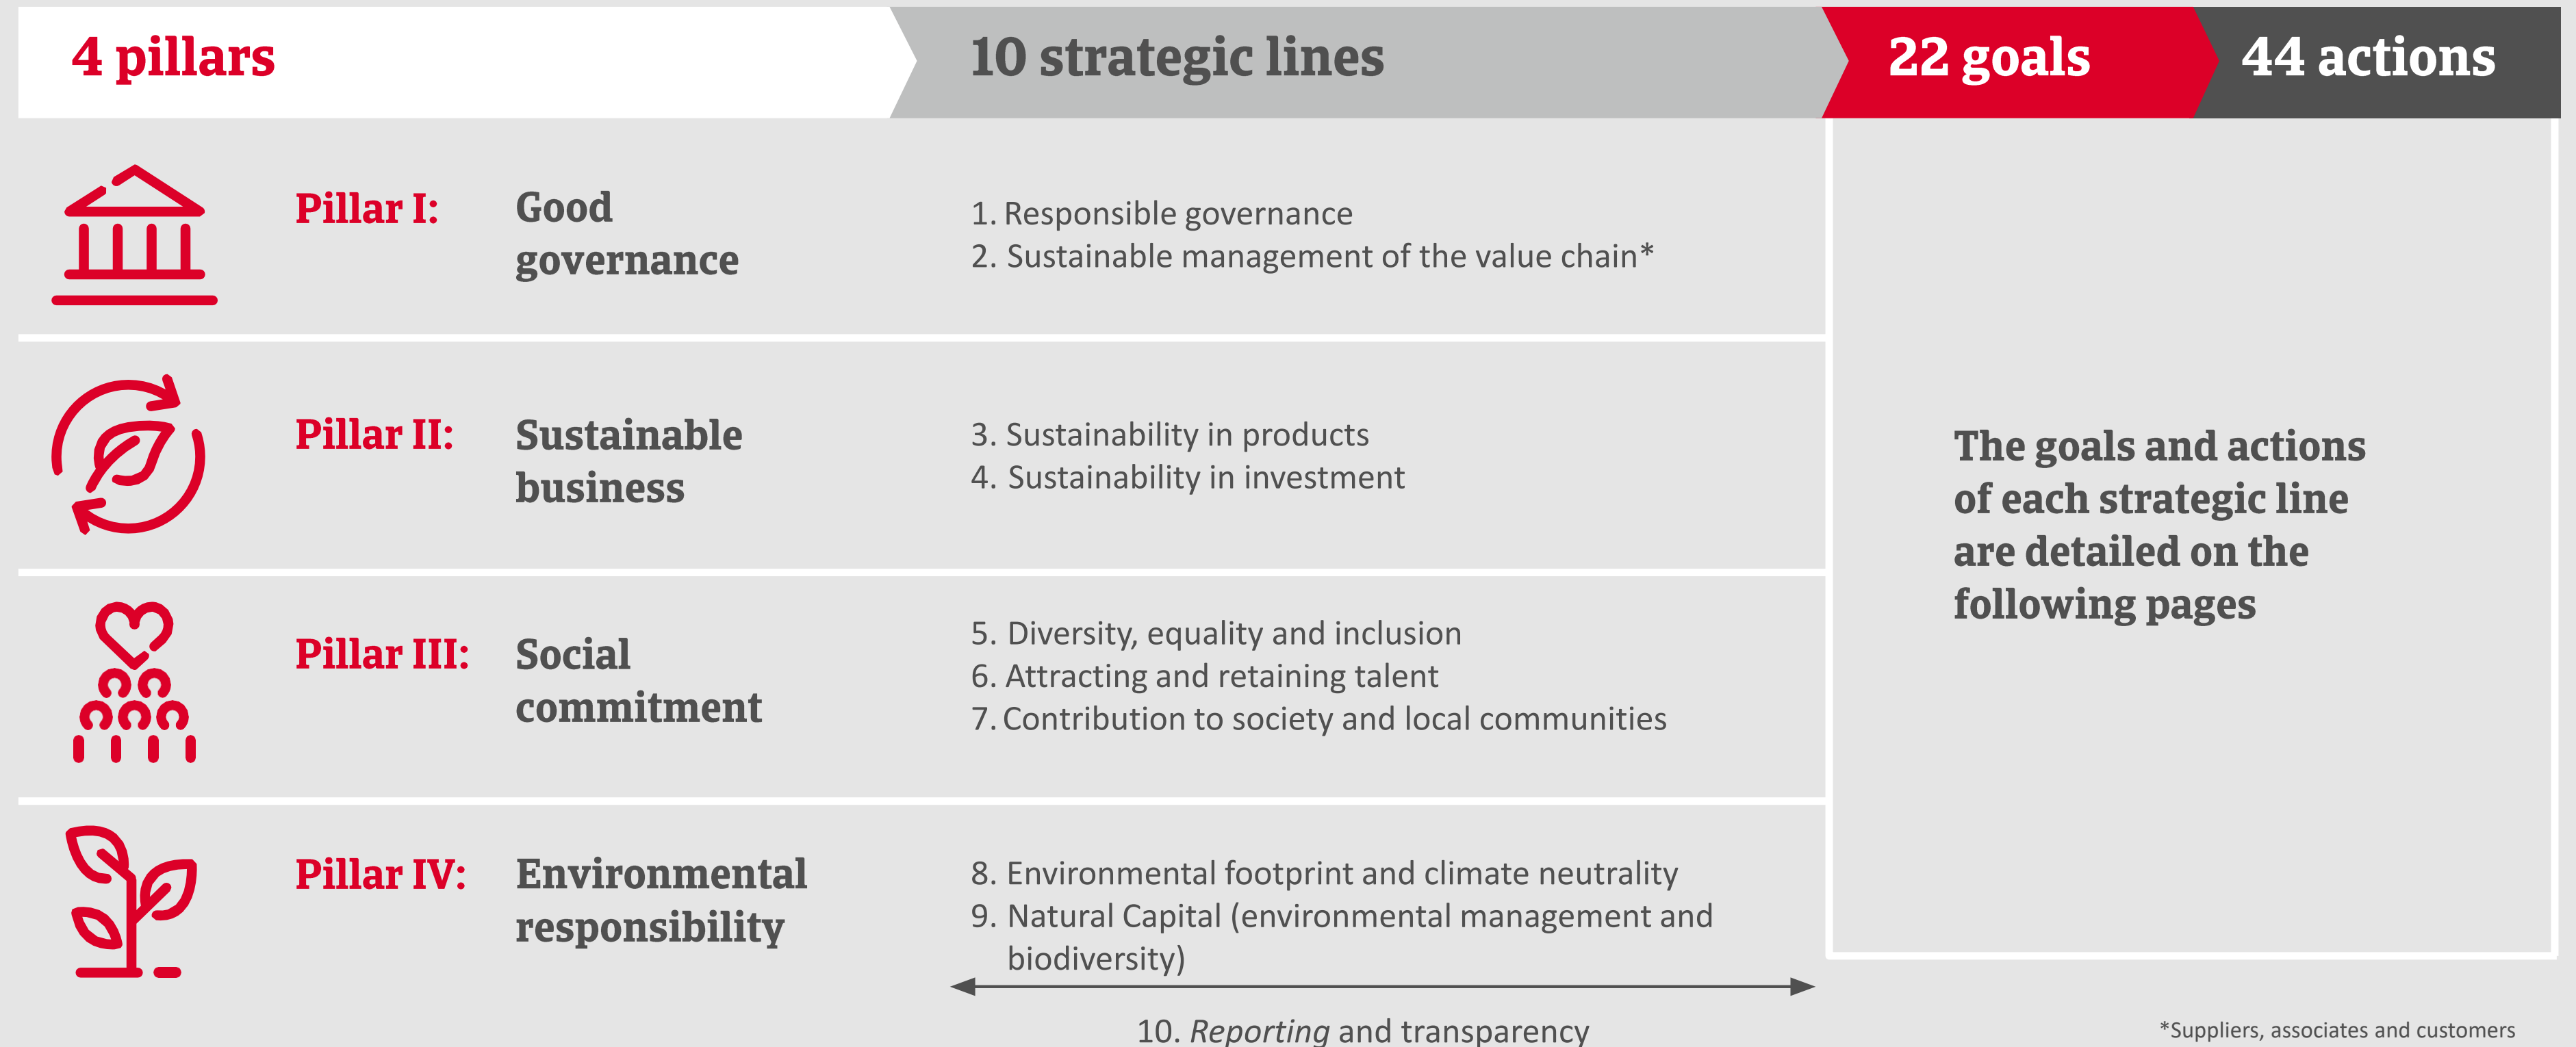 4 pillars
10 strategic lines
22 goals
44 actions
Pillar I:
Good
governance
1. Responsible governance
2. Sustainable management of the value chain*
Pillar II:
Sustainable
business
3. Sustainability in products
4. Sustainability in investment
Pillar III:
Social
commitment
5. Diversity, equality and inclusion
6. Attracting and retaining talent
7. Contribution to society and local communities
Pillar IV:
Environmental
responsibility
8. Environmental footprint and climate neutrality
9. Natural Capital (environmental management and
biodiversity)
10. Reporting and transparency
The goals and actions
of each strategic line
are detailed on the
following pages
*Suppliers, associates and customers